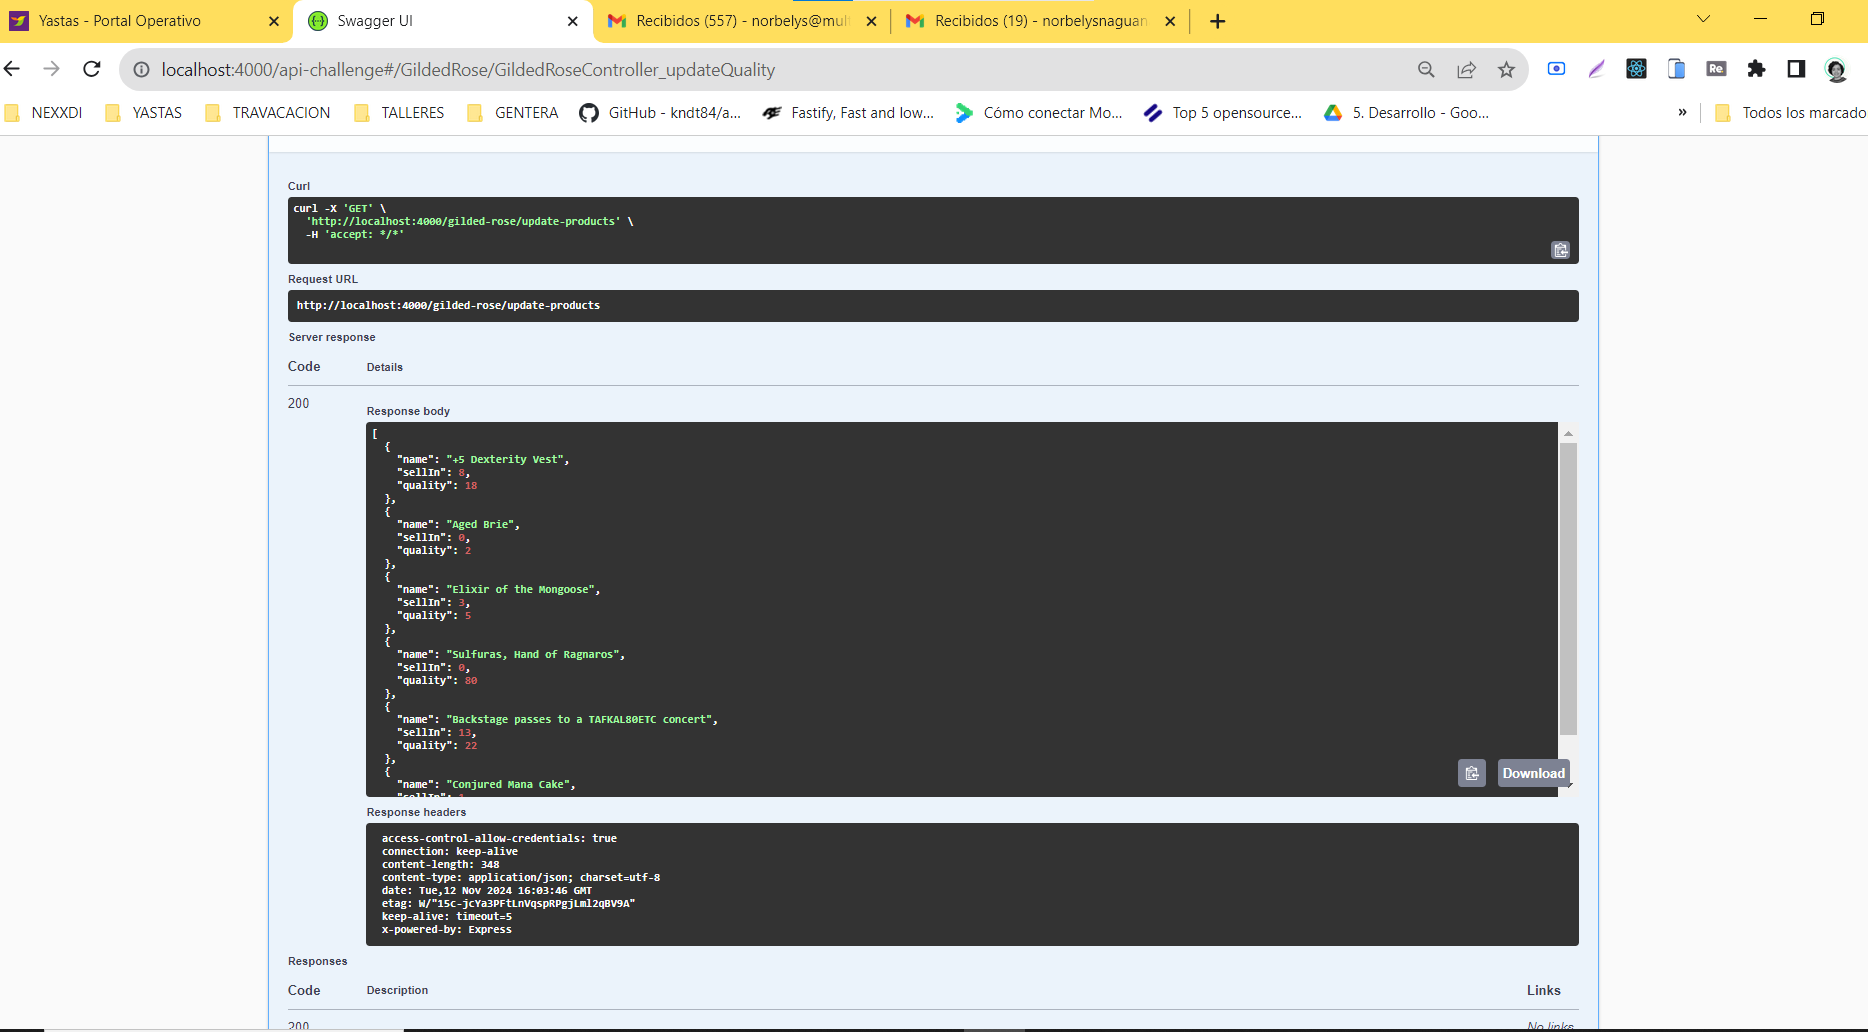 Yastas - Portal Operativo
Swagger UI
Recibidos (557) - norbelys@mul
Recibidos (19) - norbelysnaguan
localhost:4000/api-challenge#/GildedRose/GildedRoseController_updateQuality
Re
NEXXDI
YASTAS
TRAVACACION
TALLERES
GENTERA
GitHub - kndt84/a...
Fastify, Fast and low...
Cómo conectar Mo...
Top 5 opensource...
5. Desarrollo - Goo...
»
Todos los marcado
Curl
curl -X 'GET' \
'http://localhost:4000/gilded-rose/update-products' \
-H 'accept: */*'
Request URL
http://localhost:4000/gilded-rose/update-products
Server response
Code Details
200
Response body
[
{
"name": "+5 Dexterity Vest",
"sellIn": 8,
"quality": 18
},
{
"name": "Aged Brie",
"sellIn": 0,
"quality": 2
},
{
"name": "Elixir of the Mongoose",
"sellIn": 3,
"quality": 5
},
{
"name": "Sulfuras, Hand of Ragnaros",
"sellIn": 0,
"quality": 80
},
{
"name": "Backstage passes to a TAFKAL80ETC concert",
"sellIn": 13,
"quality": 22
},
{
"name": "Conjured Mana Cake",
"sellIn": 1,
Download
Response headers
access-control-allow-credentials: true
connection: keep-alive
content-length: 348
content-type: application/json; charset=utf-8
date: Tue,12 Nov 2024 16:03:46 GMT
etag: W/"15c-jcYa3PFtLnVqspRPgjLml2qBV9A"
keep-alive: timeout=5
x-powered-by: Express
Responses
Code Description Links
200 No links